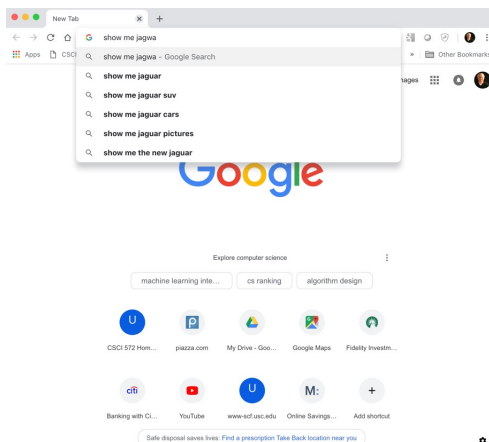 New Tab
show me jagwa
Apps CSCI
» Other Bookmarks
show me jagwa - Google Search
show me jaguar
show me jaguar suv
show me jaguar cars
show me jaguar pictures
show me the new jaguar
Google
Explore computer science
machine learning inte... cs ranking algorithm design
U
CSCI 572 Hom... piazza.com My Drive - Goo... Google Maps Fidelity Investm...
citi U M:
Banking with Ci... YouTube www-scf.usc.edu Online Savings... Add shortcut
Safe disposal saves lives: Find a prescription Take Back location near you